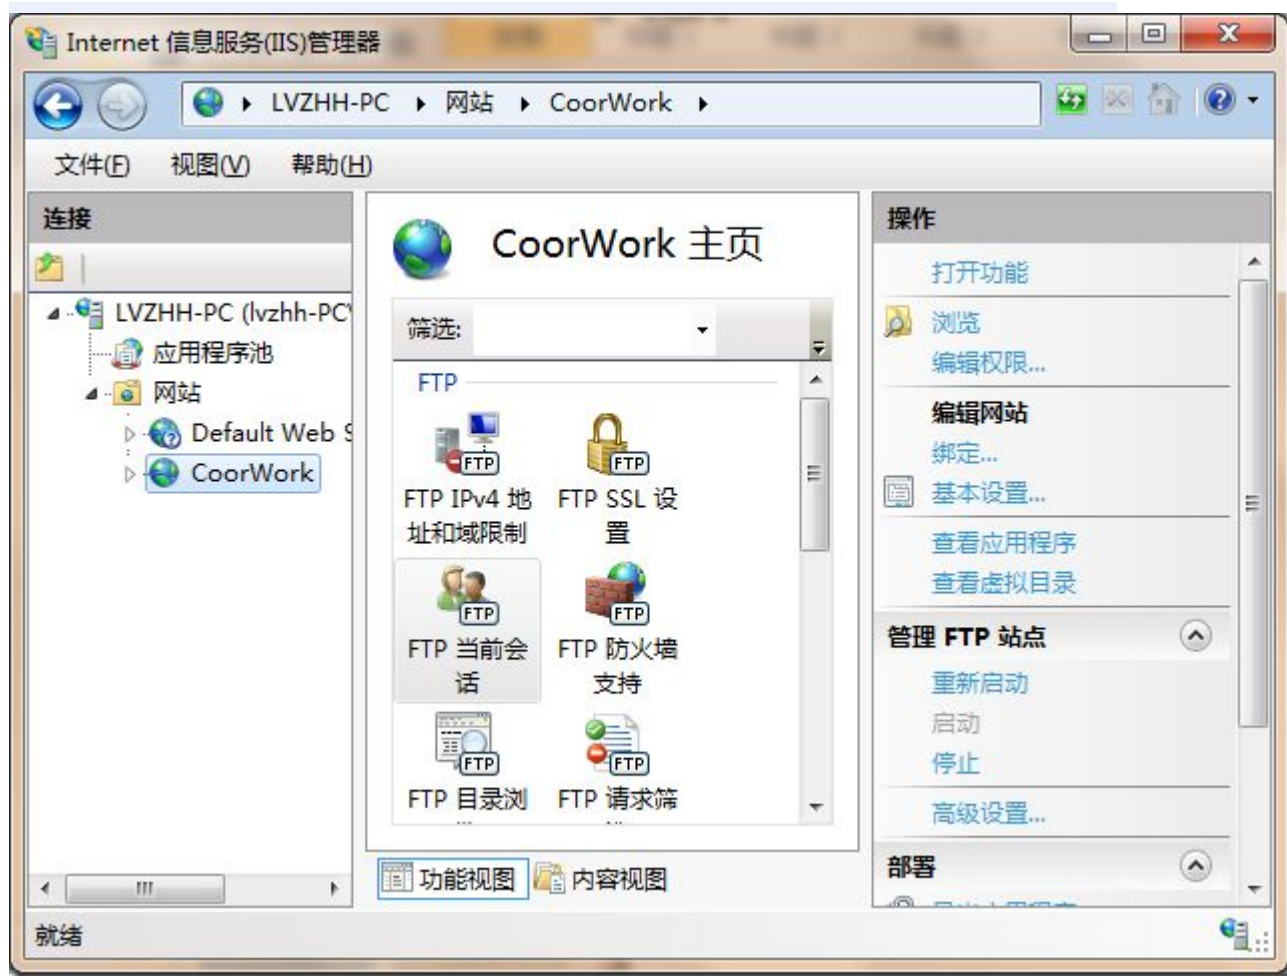 Internet 信息服务(IIS)管理器
LVZHH-PC 网站 CoorWork
文件(F) 视图(V) 帮助(H)
连接
LVZHH-PC (lvzhh-PC\
应用程序池
网站
Default Web S
CoorWork
CoorWork 主页
筛选:
FTP
FTP
FTP
FTP IPv4 地
址和域限制
FTP SSL 设
置
FTP
FTP
FTP 当前会
话
FTP 防火墙
支持
FTP
FTP
FTP 目录浏
FTP 请求筛
功能视图
内容视图
操作
打开功能
浏览
编辑权限...
编辑网站
绑定...
基本设置...
查看应用程序
查看虚拟目录
管理 FTP 站点
重新启动
启动
停止
高级设置...
部署
就绪